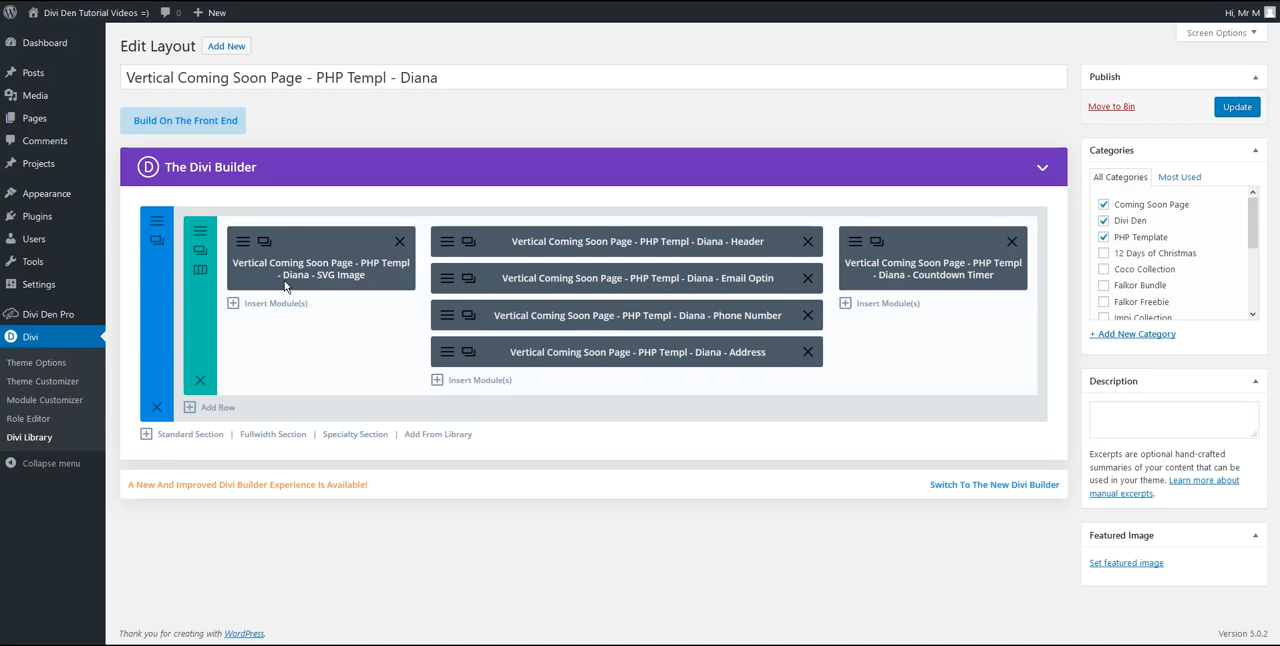 Divi Den Tutorial Videos =) 0 New Hi, Mr M
Screen Options
Dashboard
Posts
Media
Pages
Comments
Projects
Appearance
Plugins
Users
Tools
Settings
Divi Den Pro
Divi
Theme Options
Theme Customizer
Module Customizer
Role Editor
Divi Library
Collapse menu
Edit Layout Add New
Vertical Coming Soon Page - PHP Templ - Diana
Build On The Front End
D The Divi Builder
Vertical Coming Soon Page - PHP Templ
- Diana - SVG Image
Insert Module(s)
Vertical Coming Soon Page - PHP Templ - Diana - Header
Vertical Coming Soon Page - PHP Templ - Diana - Email Optin
Vertical Coming Soon Page - PHP Templ - Diana - Phone Number
Vertical Coming Soon Page - PHP Templ - Diana - Address
Insert Module(s)
Vertical Coming Soon Page - PHP Templ
- Diana - Countdown Timer
Insert Module(s)
Add Row
Standard Section | Fullwidth Section | Specialty Section | Add From Library
A New And Improved Divi Builder Experience Is Available! Switch To The New Divi Builder
Publish
Move to Bin Update
Categories
All Categories Most Used
Coming Soon Page
Divi Den
PHP Template
12 Days of Christmas
Coco Collection
Falkor Bundle
Falkor Freebie
Impi Collection
+ Add New Category
Description
Excerpts are optional hand-crafted
summaries of your content that can be
used in your theme. Learn more about
manual excerpts.
Featured Image
Set featured image
Thank you for creating with WordPress. Version 5.0.2